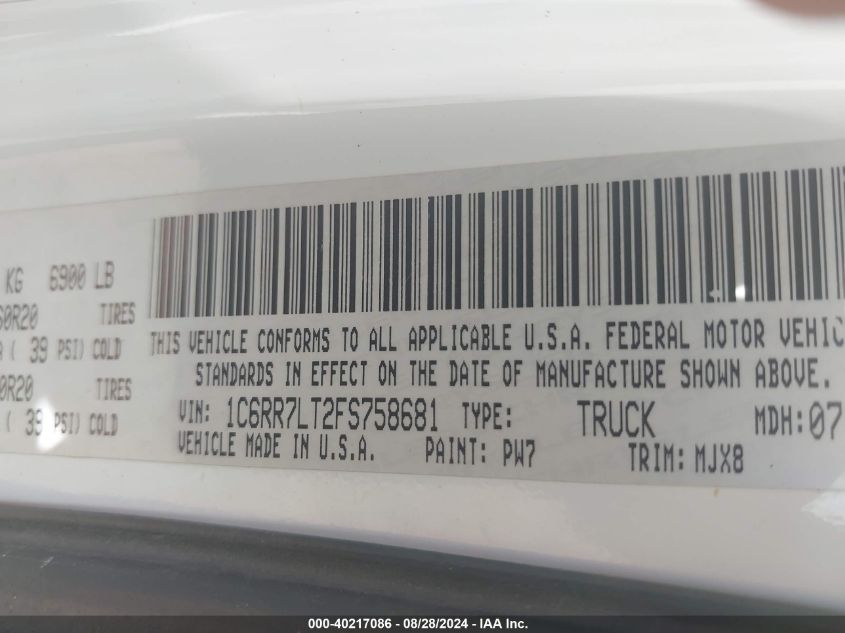 KG 6900 LB
60R20 TIRES
( 39 PSI) COLD
0R20 TIRES
( 39 PSI) COLD
THIS VEHICLE CONFORMS TO ALL APPLICABLE U.S.A. FEDERAL MOTOR VEHIC
STANDARDS IN EFFECT ON THE DATE OF MANUFACTURE SHOWN ABOVE.
VIN: 1C6RR7LT2FS758681 TYPE: TRUCK MDH: 07
VEHICLE MADE IN U.S.A. PAINT: PW7 TRIM: MJX8
000-40217086 - 08/28/2024 - IAA Inc.